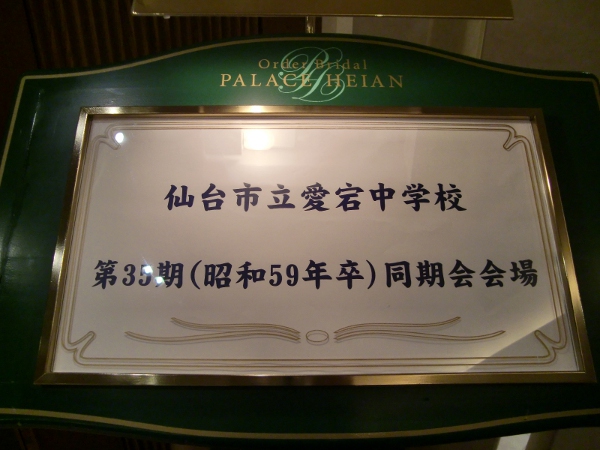 Order Bridal
PALACE HEIAN
仙台市立愛宕中学校
第35期(昭和59年卒)同期会会場